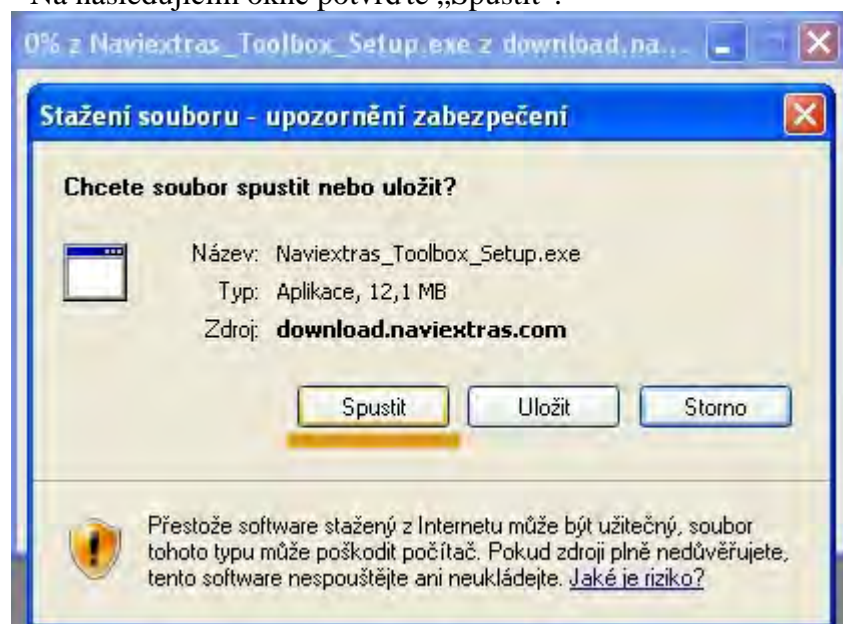 Na následujícím okně potvrďte „Spustit“.
0% z Naviextras_Toolbox_Setup.exe z download.na...
Stažení souboru - upozornění zabezpečení
Chcete soubor spustit nebo uložit?
Název: Naviextras_Toolbox_Setup.exe
Typ: Aplikace, 12,1 MB
Zdroj: download.naviextras.com
Spustit Uložit Storno
Přestože software stažený z Internetu může být užitečný, soubor
tohoto typu může poškodit počítač. Pokud zdroji plně nedůvěřujete,
tento software nespouštějte ani neukládejte. Jaké je riziko?